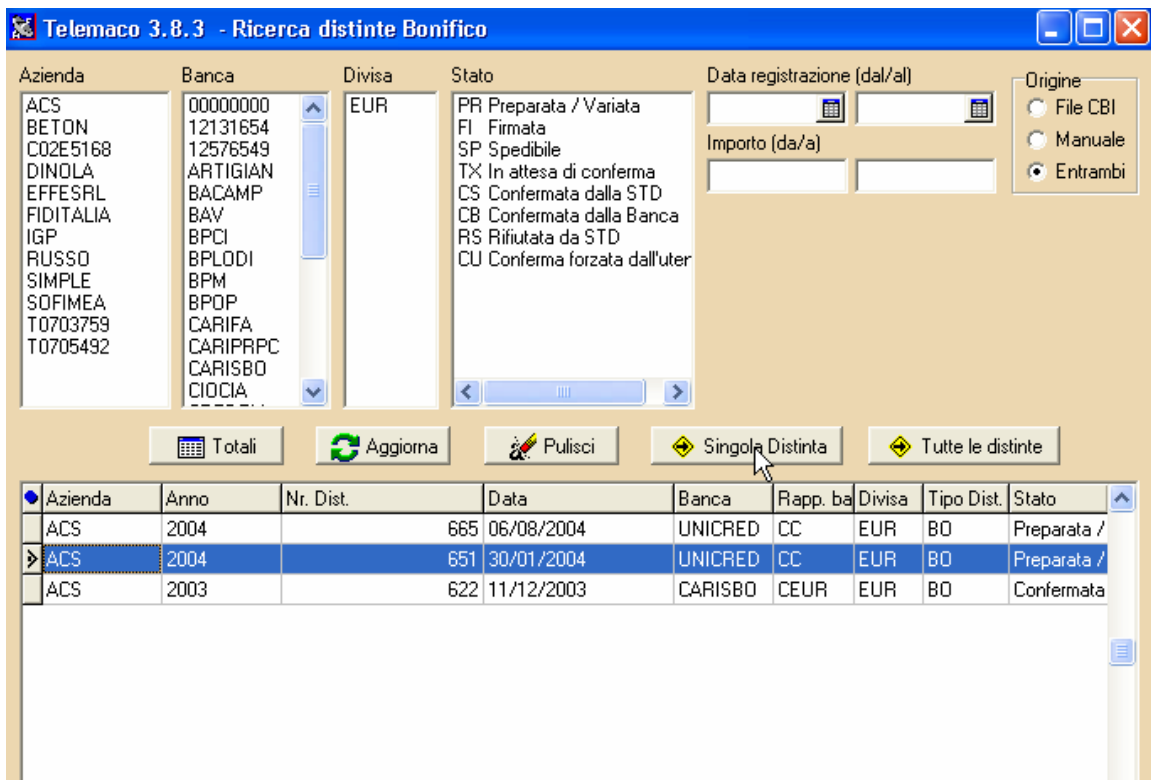 Telemaco 3.8.3 - Ricerca distinte Bonifico
Azienda Banca Divisa Stato Data registrazione (dal/al) Origine
ACS
BETON
C02E5168
DINOLA
EFFESRL
FIDITALIA
IGP
RUSSO
SIMPLE
SOFIMEA
T0703759
T0705492
00000000
12131654
12576549
ARTIGIAN
BACAMP
BAV
BPCI
BPLODI
BPM
BPOP
CARIFA
CARIPRPC
CARISBO
CIOCIA
EUR
PR Preparata / Variata
FI Firmata
SP Spedibile
TX In attesa di conferma
CS Confermata dalla STD
CB Confermata dalla Banca
RS Rifiutata da STD
CU Conferma forzata dall'uter
Importo (da/a)
File CBI
Manuale
Entrambi
Totali Aggiorna Pulisci Singola Distinta Tutte le distinte
Azienda Anno Nr. Dist. Data Banca Rapp. ba Divisa Tipo Dist. Stato
ACS 2004 665 06/08/2004 UNICRED CC EUR BO Preparata /
ACS 2004 651 30/01/2004 UNICRED CC EUR BO Preparata /
ACS 2003 622 11/12/2003 CARISBO CEUR EUR BO Confermata